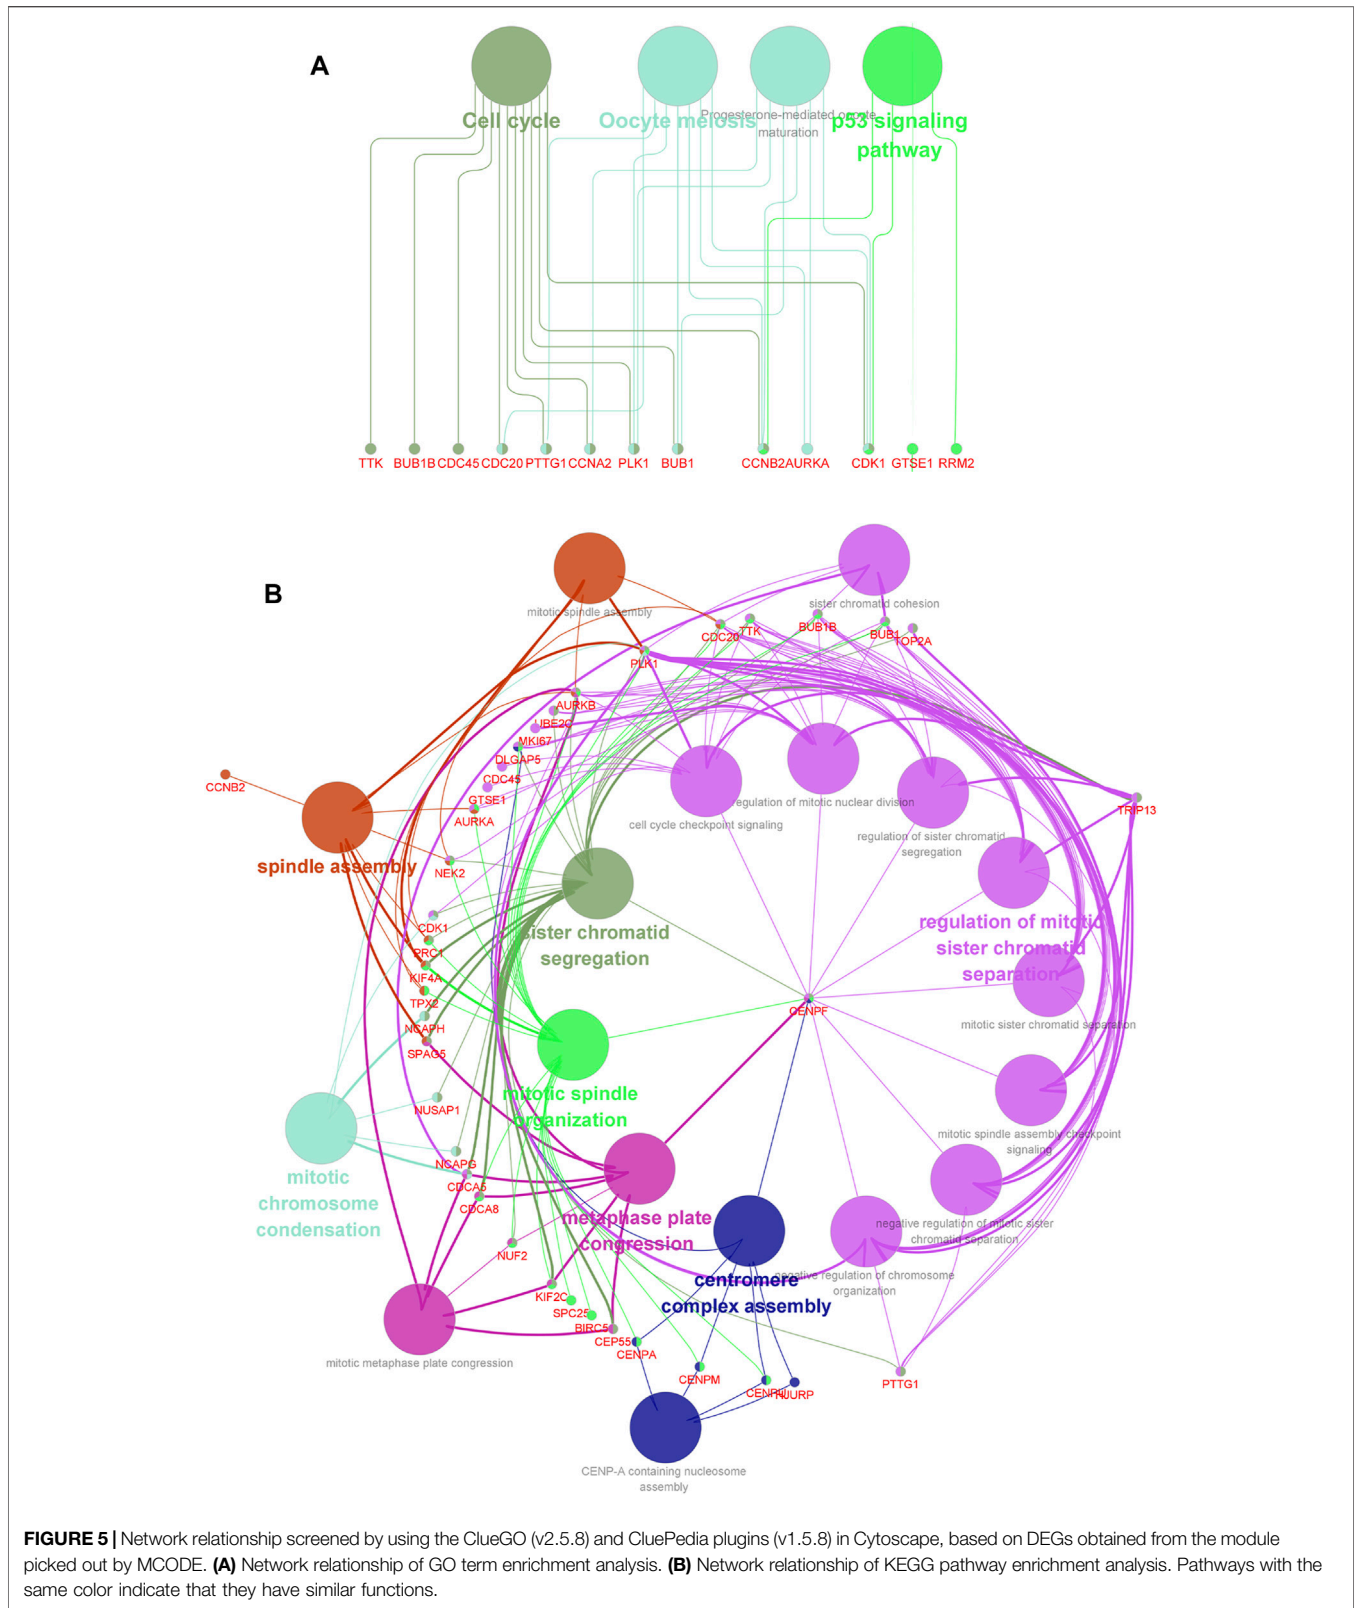 A
Cell cycle
Oocyte meiosis
Progesterone-mediated oocyte
maturation
p53 signaling
pathway
TTK
BUB1B
CDC45
CDC20
PTTG1
CCNA2
PLK1
BUB1
CCNB2
AURKA
CDK1
GTSE1
RRM2
B
mitotic spindle assembly
sister chromatid cohesion
CDC20
TTK
BUB1B
BUB1
TOP2A
PLK1
AURKB
UBE2C
MKI67
DLGAP5
CDC45
GTSE1
AURKA
CCNB2
spindle assembly
NEK2
cell cycle checkpoint signaling
regulation of mitotic nuclear division
regulation of sister chromatid
segregation
TRIP13
CDK1
PRC1
KIF4A
TPX2
NCAPH
SPAG5
sister chromatid
segregation
regulation of mitotic
sister chromatid
separation
CENPF
mitotic sister chromatid separation
NUSAP1
mitotic spindle
organization
mitotic spindle assembly checkpoint
signaling
mitotic
chromosome
condensation
NCAPG
CDCA5
CDCA8
NUF2
metaphase plate
congression
negative regulation of mitotic sister
chromatid separation
centromere
complex assembly
negative regulation of chromosome
organization
KIF2C
SPC25
BIRC5
CEP55
CENPA
CENPM
HJURP
PTTG1
mitotic metaphase plate congression
CENP-A containing nucleosome
assembly
FIGURE 5 | Network relationship screened by using the ClueGO (v2.5.8) and CluePedia plugins (v1.5.8) in Cytoscape, based on DEGs obtained from the module
picked out by MCODE. (A) Network relationship of GO term enrichment analysis. (B) Network relationship of KEGG pathway enrichment analysis. Pathways with the
same color indicate that they have similar functions.